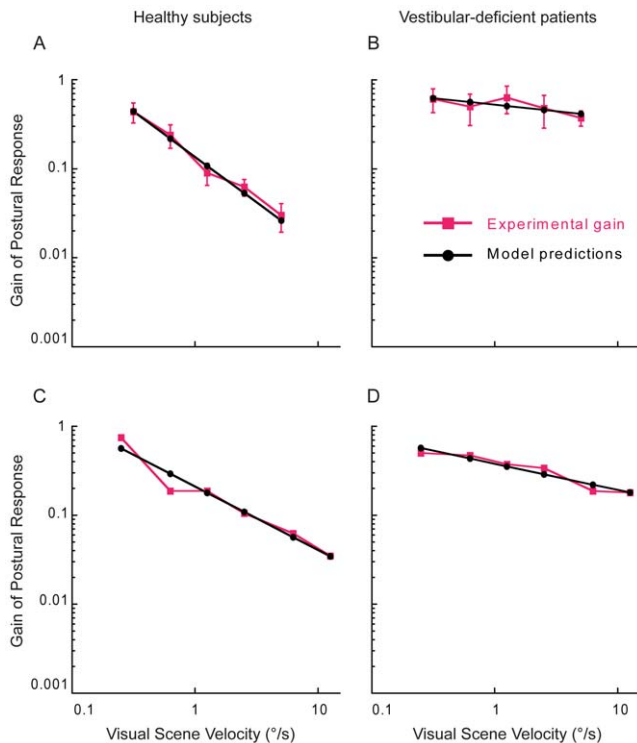 Healthy subjects
Vestibular-deficient patients
A
B
1
0.1
0.01
0.001
Gain of Postural Response
Experimental gain
Model predictions
C
D
1
0.1
0.01
0.001
Gain of Postural Response
0.1
1
10
0.1
1
10
Visual Scene Velocity (°/s)
Visual Scene Velocity (°/s)